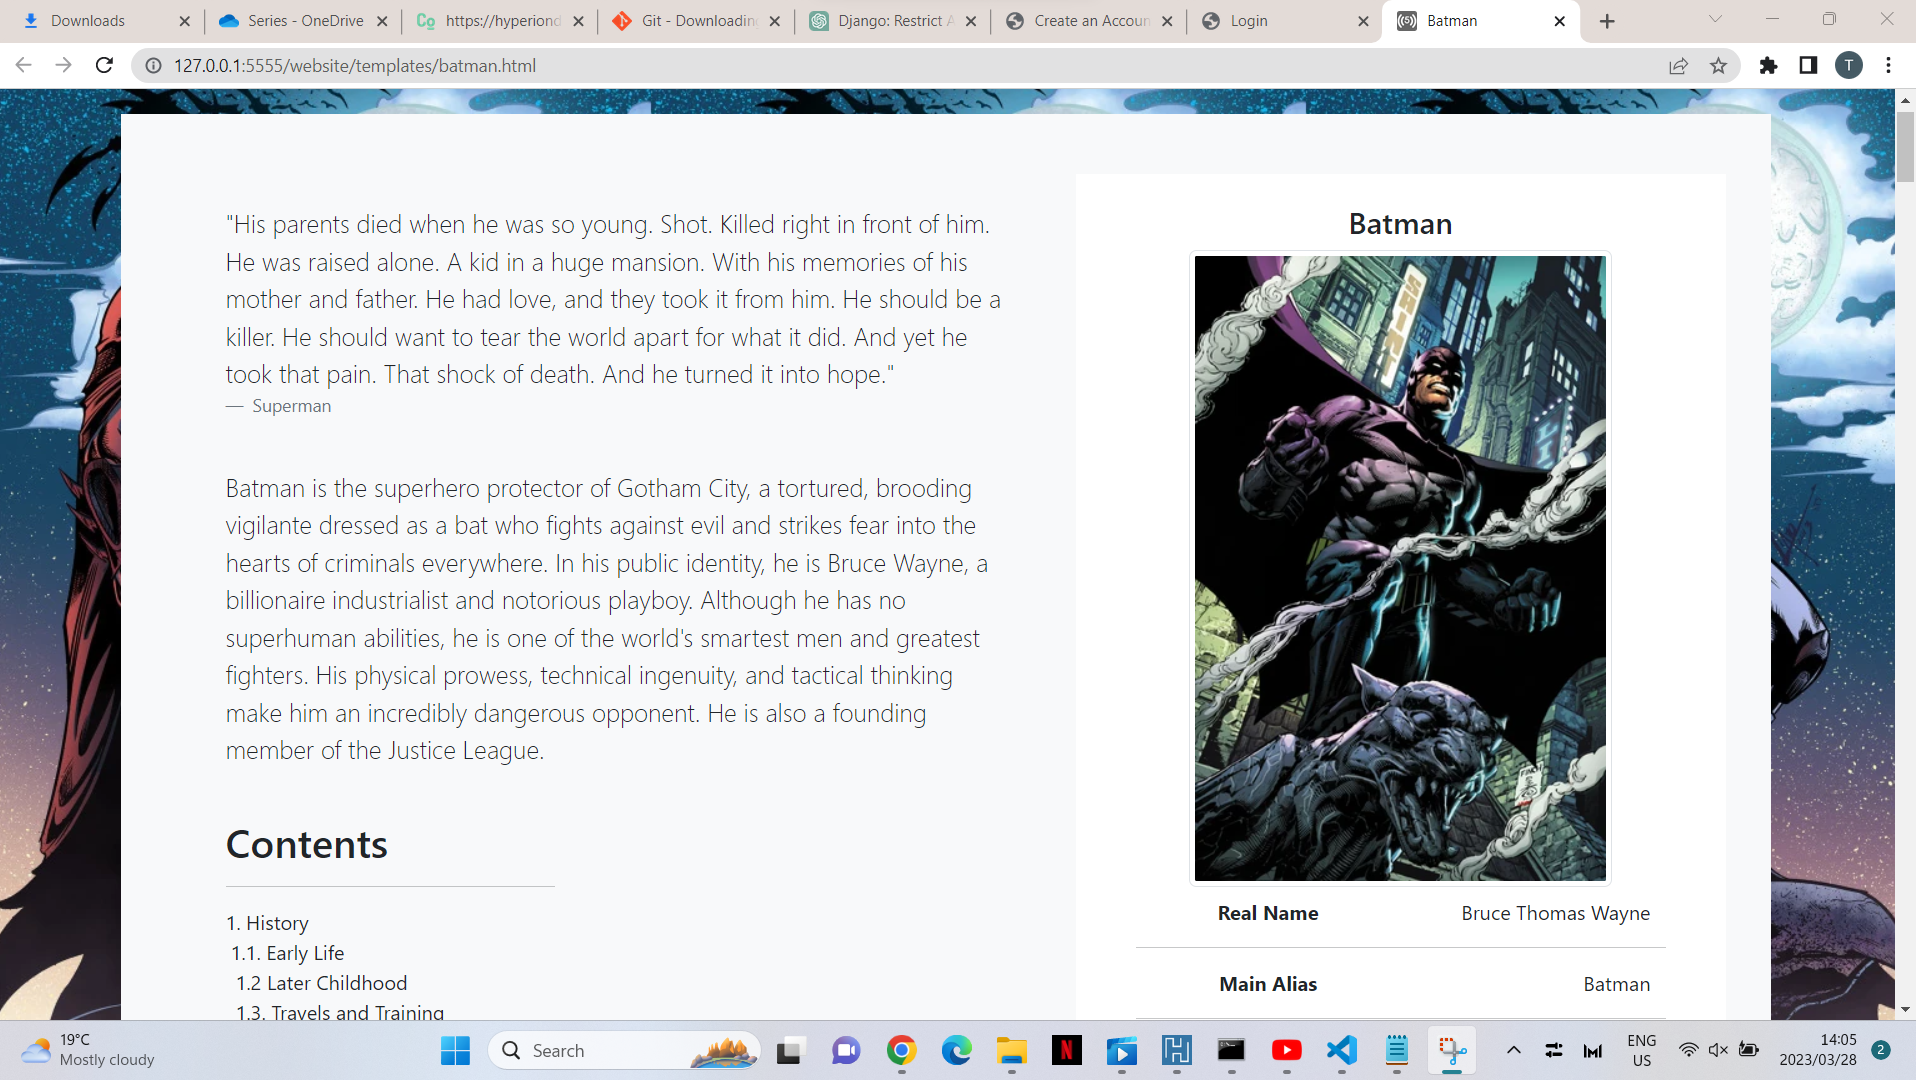 Downloads
Series - OneDrive
https://hyperiond
Git - Downloading
Django: Restrict A
Create an Accoun
Login
Batman
127.0.0.1:5555/website/templates/batman.html
T
"His parents died when he was so young. Shot. Killed right in front of him.
He was raised alone. A kid in a huge mansion. With his memories of his
mother and father. He had love, and they took it from him. He should be a
killer. He should want to tear the world apart for what it did. And yet he
took that pain. That shock of death. And he turned it into hope."
— Superman
Batman is the superhero protector of Gotham City, a tortured, brooding
vigilante dressed as a bat who fights against evil and strikes fear into the
hearts of criminals everywhere. In his public identity, he is Bruce Wayne, a
billionaire industrialist and notorious playboy. Although he has no
superhuman abilities, he is one of the world's smartest men and greatest
fighters. His physical prowess, technical ingenuity, and tactical thinking
make him an incredibly dangerous opponent. He is also a founding
member of the Justice League.
Contents
1. History
1.1. Early Life
1.2 Later Childhood
1.3. Travels and Training
Batman
Real Name Bruce Thomas Wayne
Main Alias Batman
19°C
Mostly cloudy
Search
ENG
US
14:05
2023/03/28
2